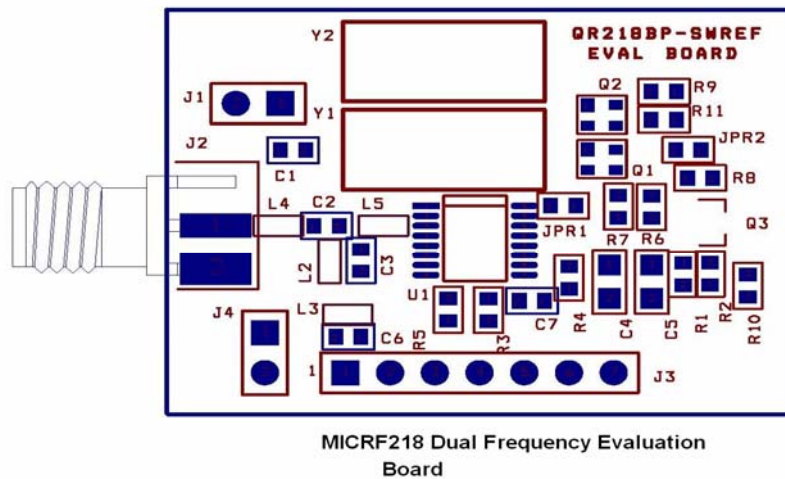 Y2
QR218BP-SWREF
EVAL BOARD
Q2
R9
J1
Y1
R11
J2
JPR2
C1
Q1
R8
L4
C2
L5
JPR1
R7
R6
Q3
L2
C3
U1
J4
L3
C6
R5
R3
C7
R4
C4
C5
R1
R2
R10
1
J3
MICRF218 Dual Frequency Evaluation
Board